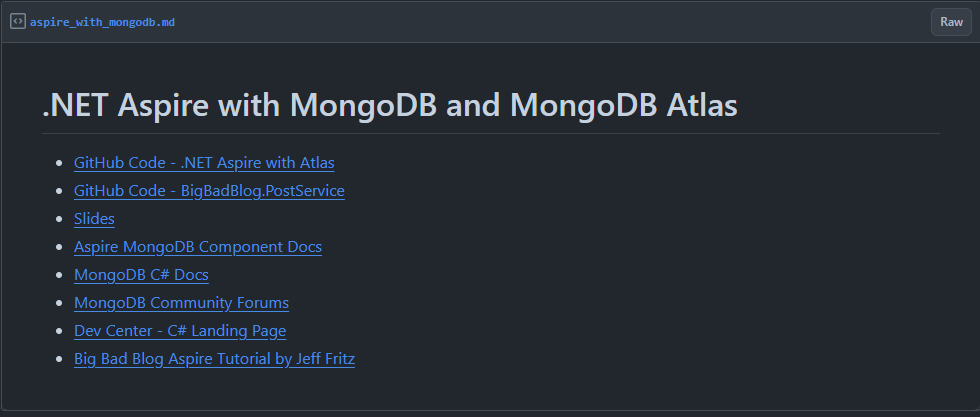 aspire_with_mongodb.md
Raw
.NET Aspire with MongoDB and MongoDB Atlas
GitHub Code - .NET Aspire with Atlas
GitHub Code - BigBadBlog.PostService
Slides
Aspire MongoDB Component Docs
MongoDB C# Docs
MongoDB Community Forums
Dev Center - C# Landing Page
Big Bad Blog Aspire Tutorial by Jeff Fritz